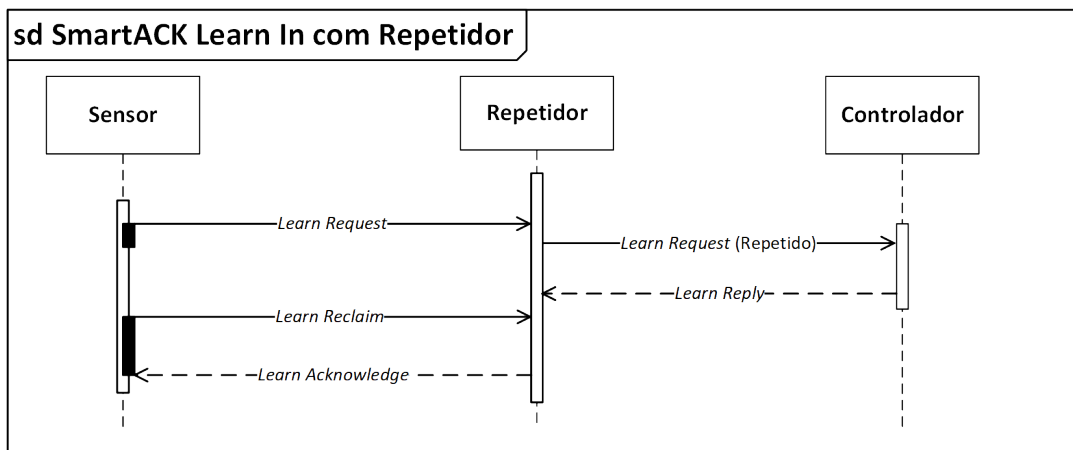 sd SmartACK Learn In com Repetidor
Sensor
Repetidor
Controlador
Learn Request
Learn Request (Repetido)
Learn Reply
Learn Reclaim
Learn Acknowledge